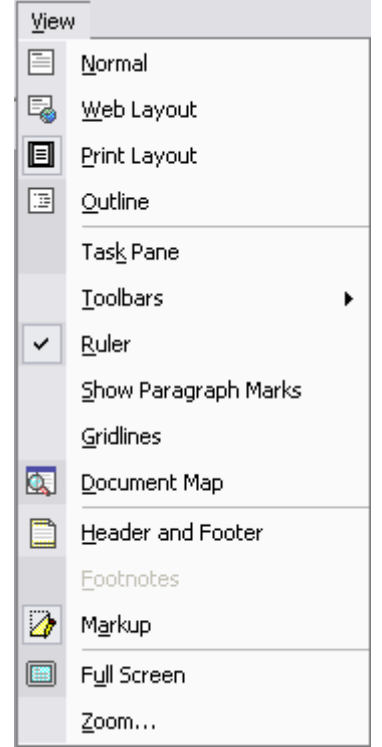 View
Normal
Web Layout
Print Layout
Outline
Task Pane
Toolbars
Ruler
Show Paragraph Marks
Gridlines
Document Map
Header and Footer
Footnotes
Markup
Full Screen
Zoom...